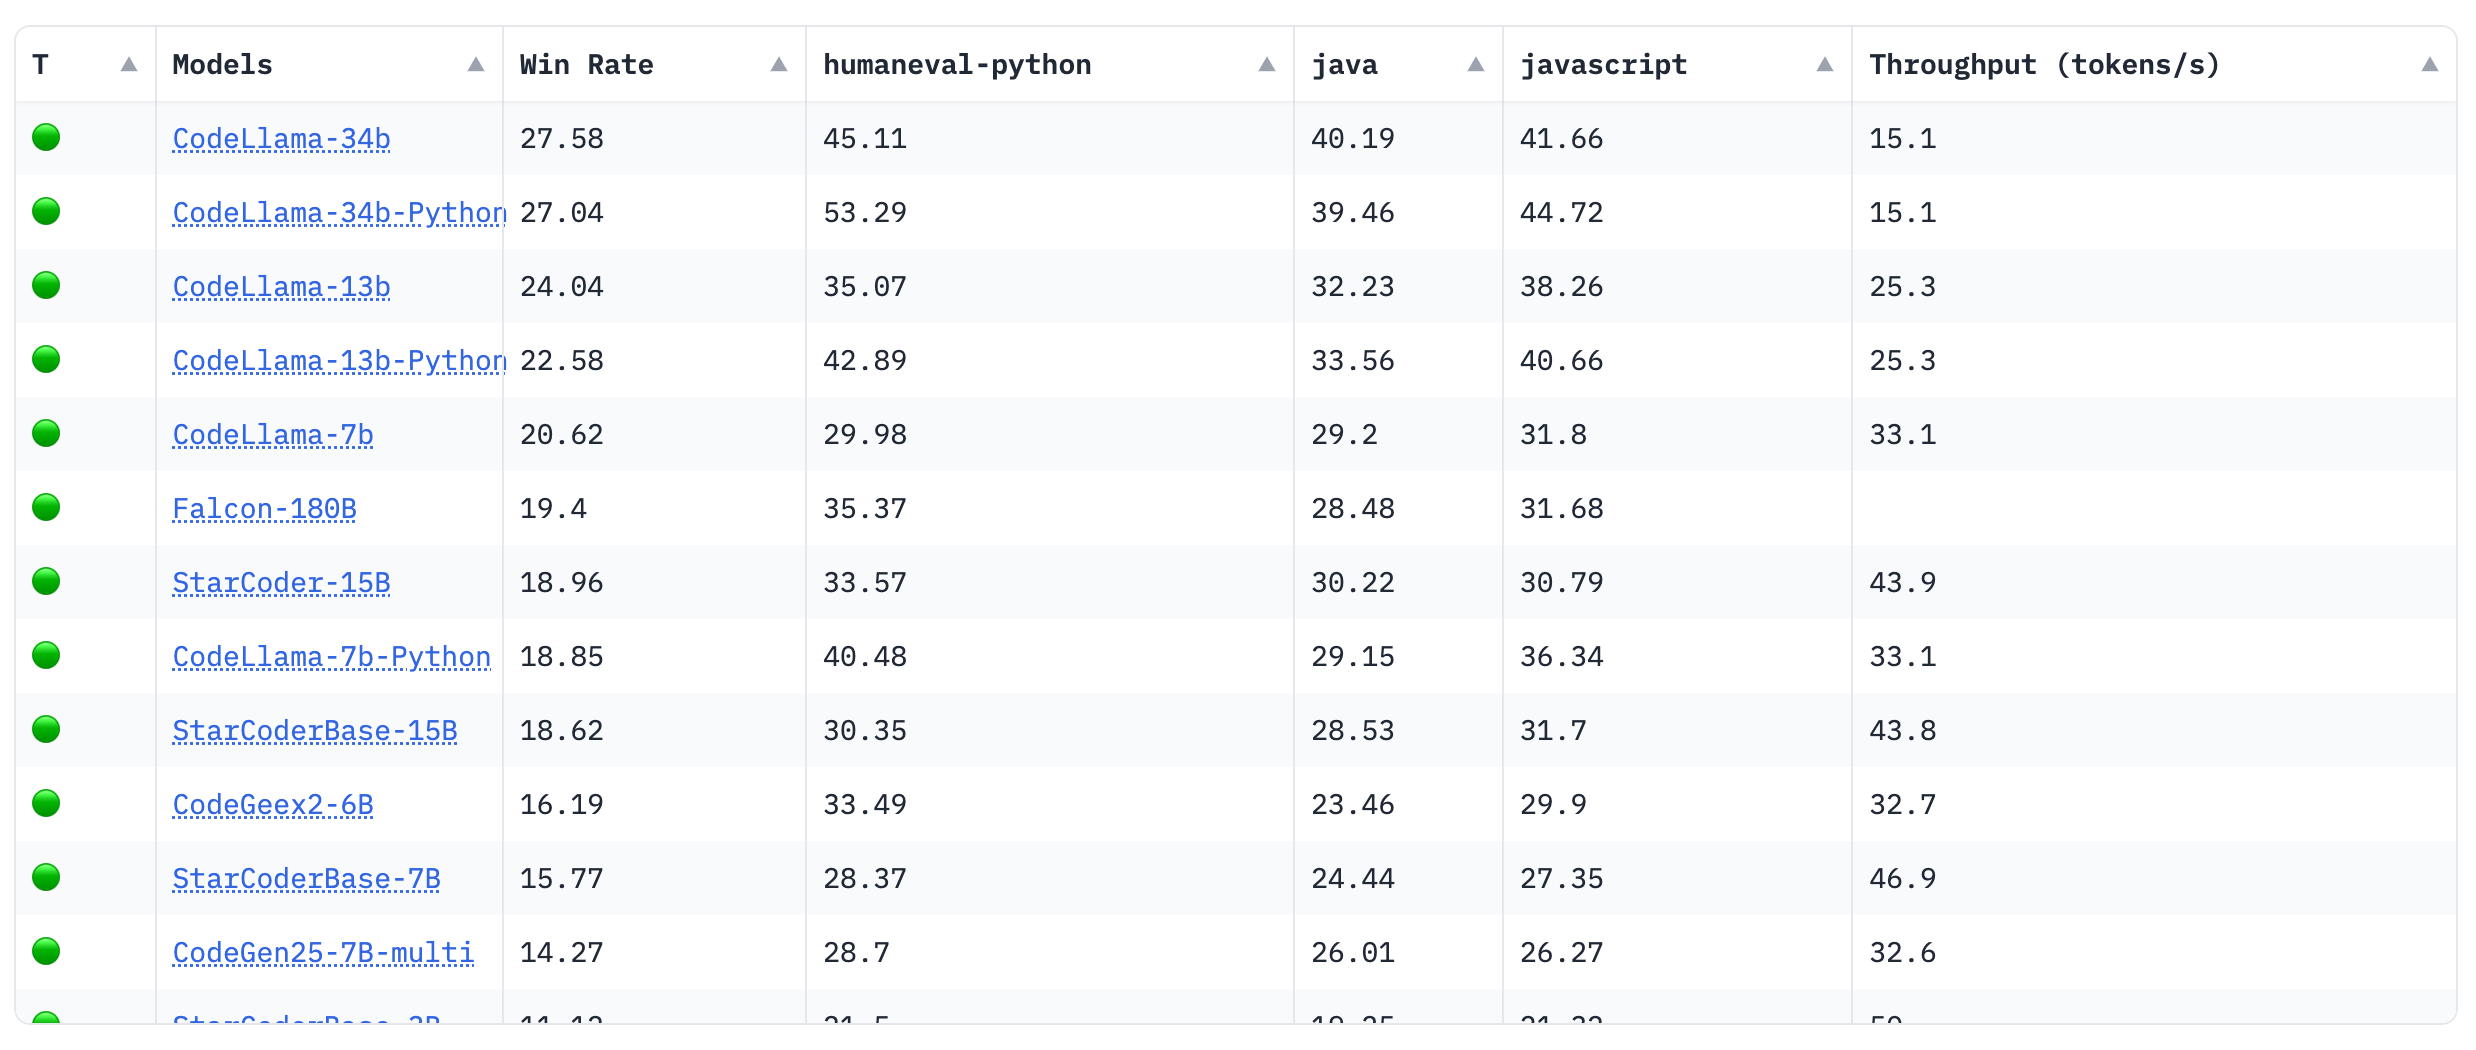 T Models Win Rate humaneval-python java javascript Throughput (tokens/s)
CodeLlama-34b 27.58 45.11 40.19 41.66 15.1
CodeLlama-34b-Python 27.04 53.29 39.46 44.72 15.1
CodeLlama-13b 24.04 35.07 32.23 38.26 25.3
CodeLlama-13b-Python 22.58 42.89 33.56 40.66 25.3
CodeLlama-7b 20.62 29.98 29.2 31.8 33.1
Falcon-180B 19.4 35.37 28.48 31.68
StarCoder-15B 18.96 33.57 30.22 30.79 43.9
CodeLlama-7b-Python 18.85 40.48 29.15 36.34 33.1
StarCoderBase-15B 18.62 30.35 28.53 31.7 43.8
CodeGeex2-6B 16.19 33.49 23.46 29.9 32.7
StarCoderBase-7B 15.77 28.37 24.44 27.35 46.9
CodeGen25-7B-multi 14.27 28.7 26.01 26.27 32.6